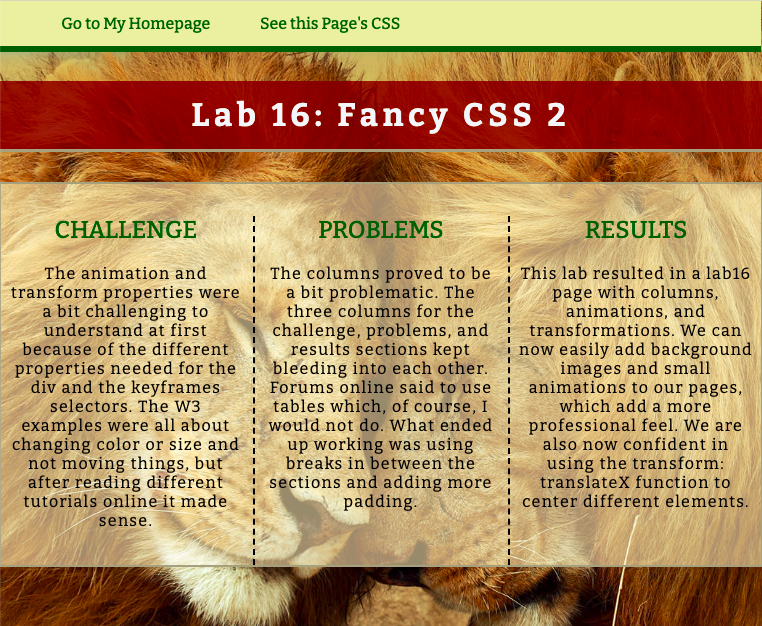 Go to My Homepage See this Page's CSS
Lab 16: Fancy CSS 2
CHALLENGE
The animation and
transform properties were
a bit challenging to
understand at first
because of the different
properties needed for the
div and the keyframes
selectors. The W3
examples were all about
changing color or size and
not moving things, but
after reading different
tutorials online it made
sense.
PROBLEMS
The columns proved to be
a bit problematic. The
three columns for the
challenge, problems, and
results sections kept
bleeding into each other.
Forums online said to use
tables which, of course, I
would not do. What ended
up working was using
breaks in between the
sections and adding more
padding.
RESULTS
This lab resulted in a lab16
page with columns,
animations, and
transformations. We can
now easily add background
images and small
animations to our pages,
which add a more
professional feel. We are
also now confident in
using the transform:
translateX function to
center different elements.